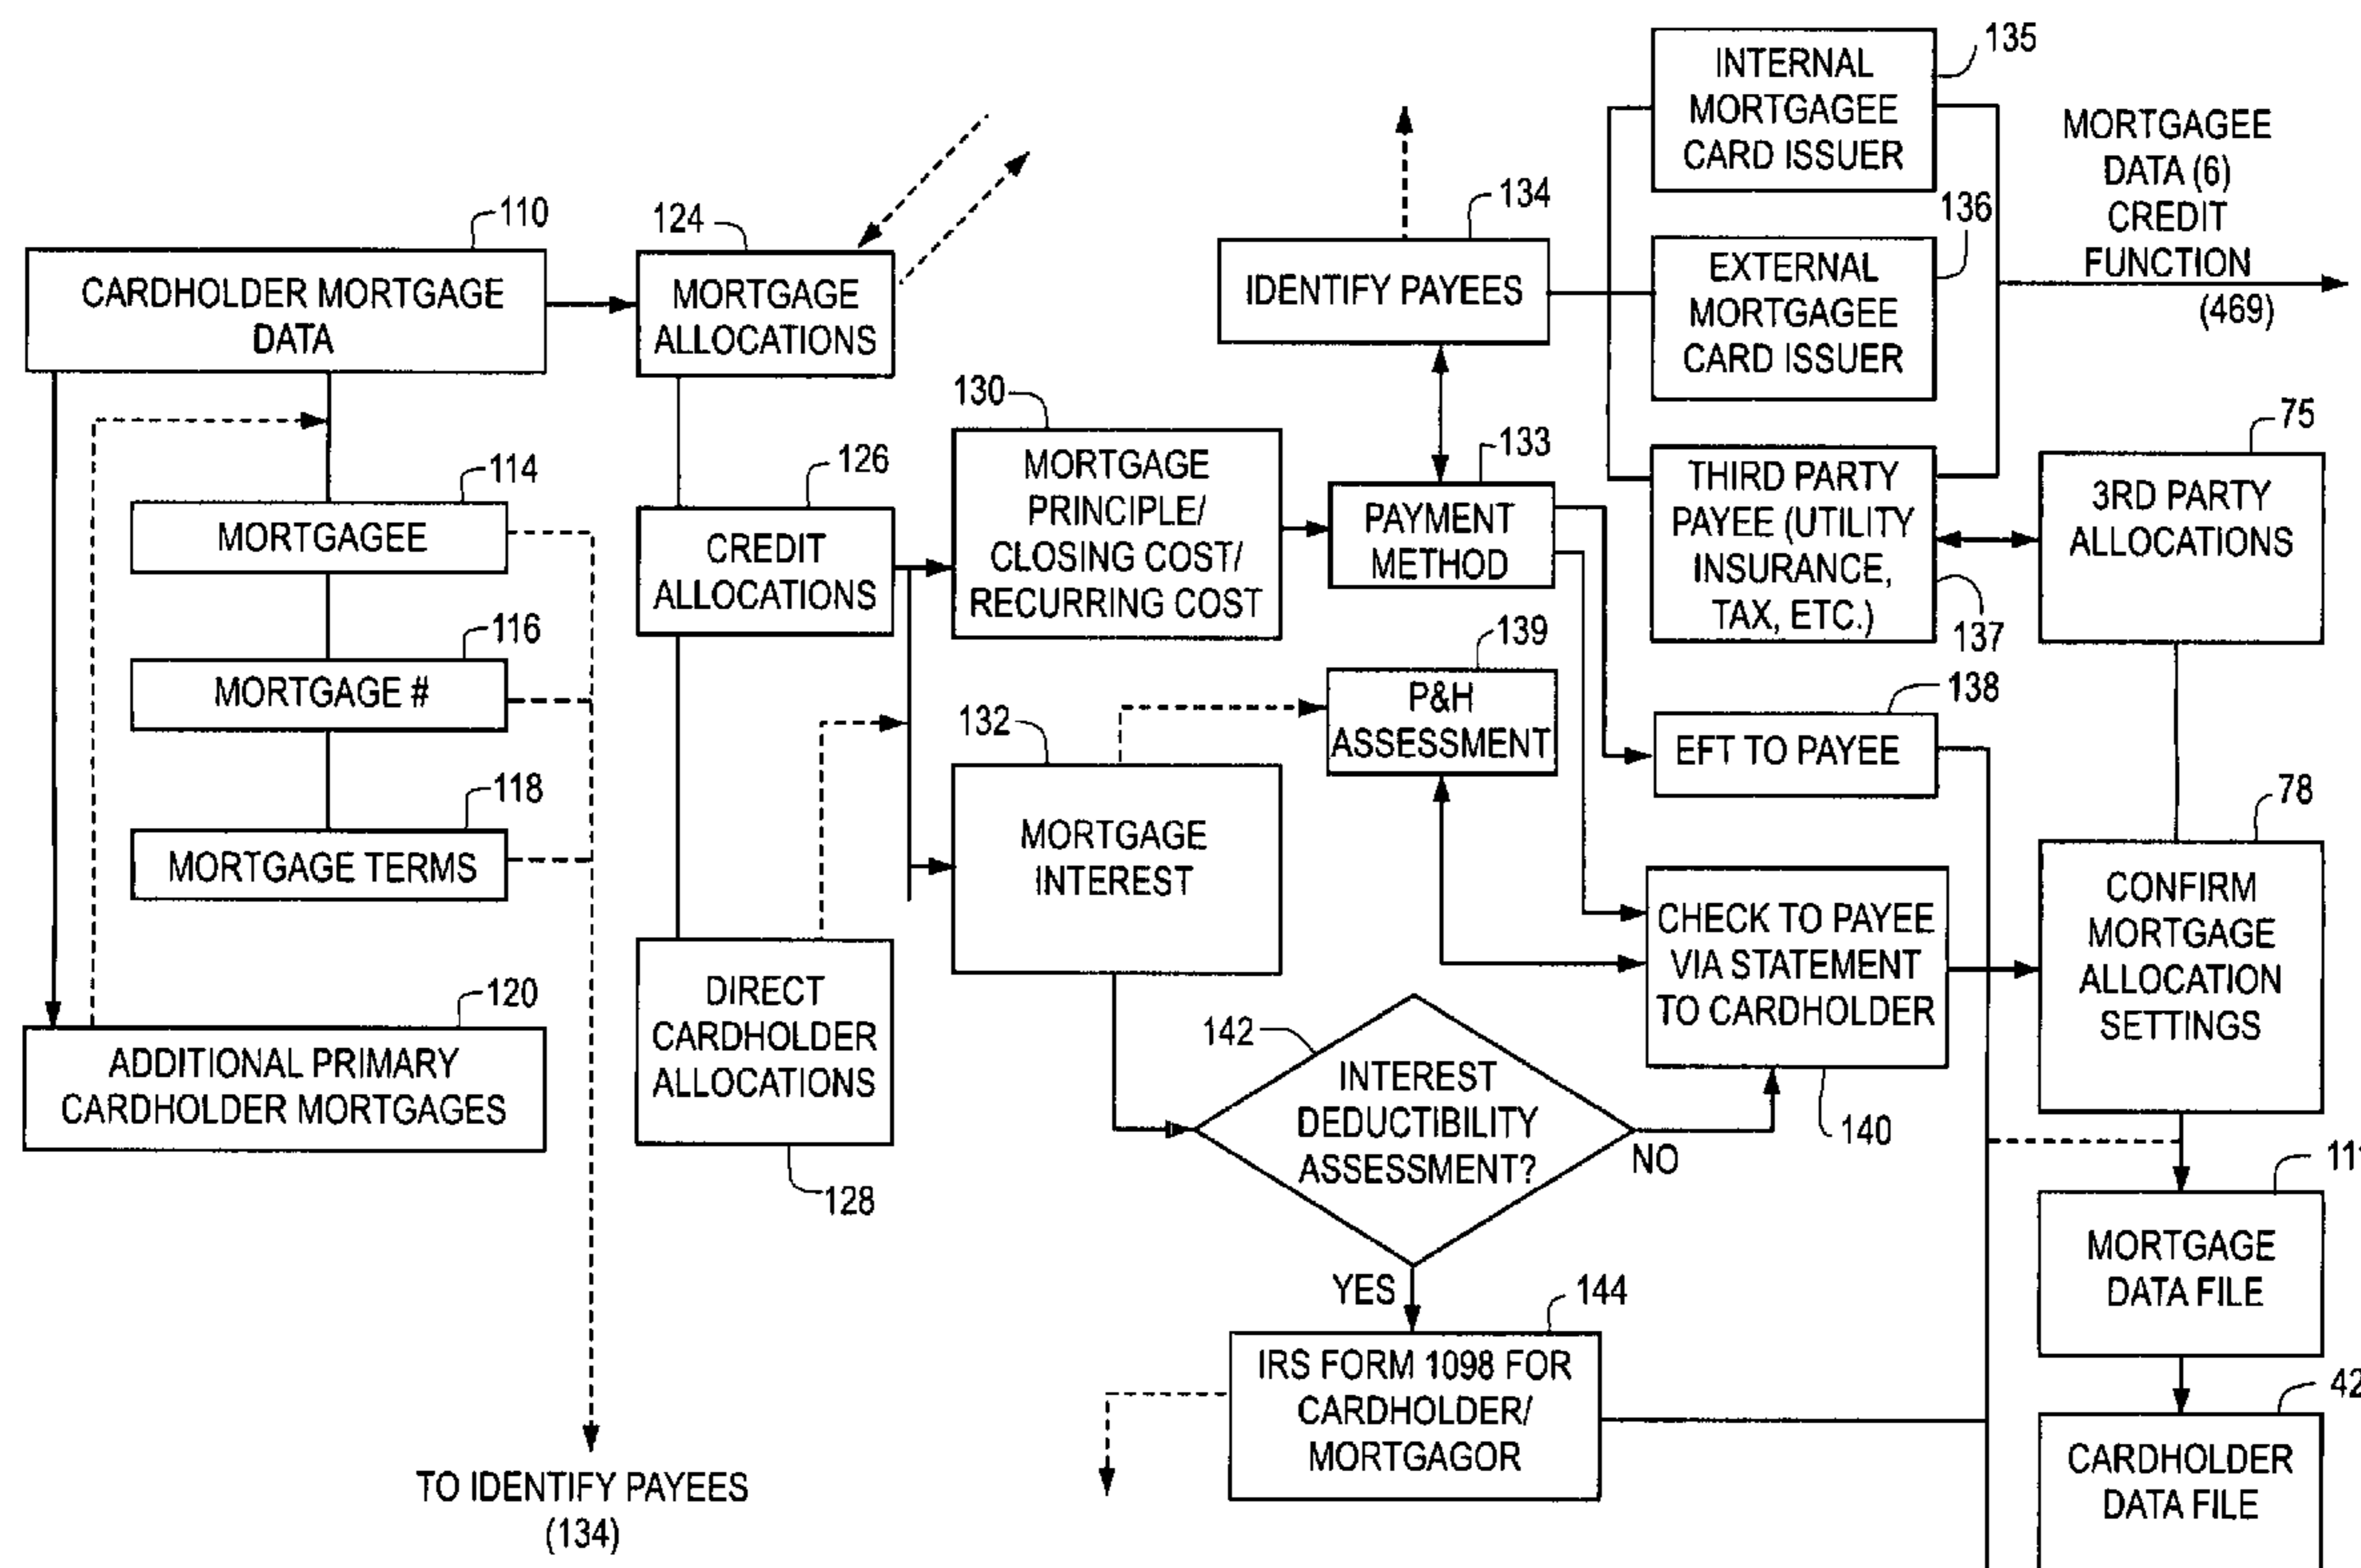 110
CARDHOLDER MORTGAGE
DATA
124
MORTGAGE
ALLOCATIONS
114
MORTGAGEE
116
MORTGAGE #
118
MORTGAGE TERMS
120
ADDITIONAL PRIMARY
CARDHOLDER MORTGAGES
TO IDENTIFY PAYEES
(134)
126
CREDIT
ALLOCATIONS
DIRECT
CARDHOLDER
ALLOCATIONS
128
130
MORTGAGE
PRINCIPLE/
CLOSING COST/
RECURRING COST
132
MORTGAGE
INTEREST
134
IDENTIFY PAYEES
133
PAYMENT
METHOD
139
P&H
ASSESSMENT
142
INTEREST
DEDUCTIBILITY
ASSESSMENT?
NO
YES
144
IRS FORM 1098 FOR
CARDHOLDER/
MORTGAGOR
135
INTERNAL
MORTGAGEE
CARD ISSUER
136
EXTERNAL
MORTGAGEE
CARD ISSUER
THIRD PARTY
PAYEE (UTILITY
INSURANCE,
TAX, ETC.)
137
138
EFT TO PAYEE
CHECK TO PAYEE
VIA STATEMENT
TO CARDHOLDER
140
MORTGAGEE
DATA (6)
CREDIT
FUNCTION
(469)
75
3RD PARTY
ALLOCATIONS
78
CONFIRM
MORTGAGE
ALLOCATION
SETTINGS
MORTGAGE
DATA FILE
42
CARDHOLDER
DATA FILE